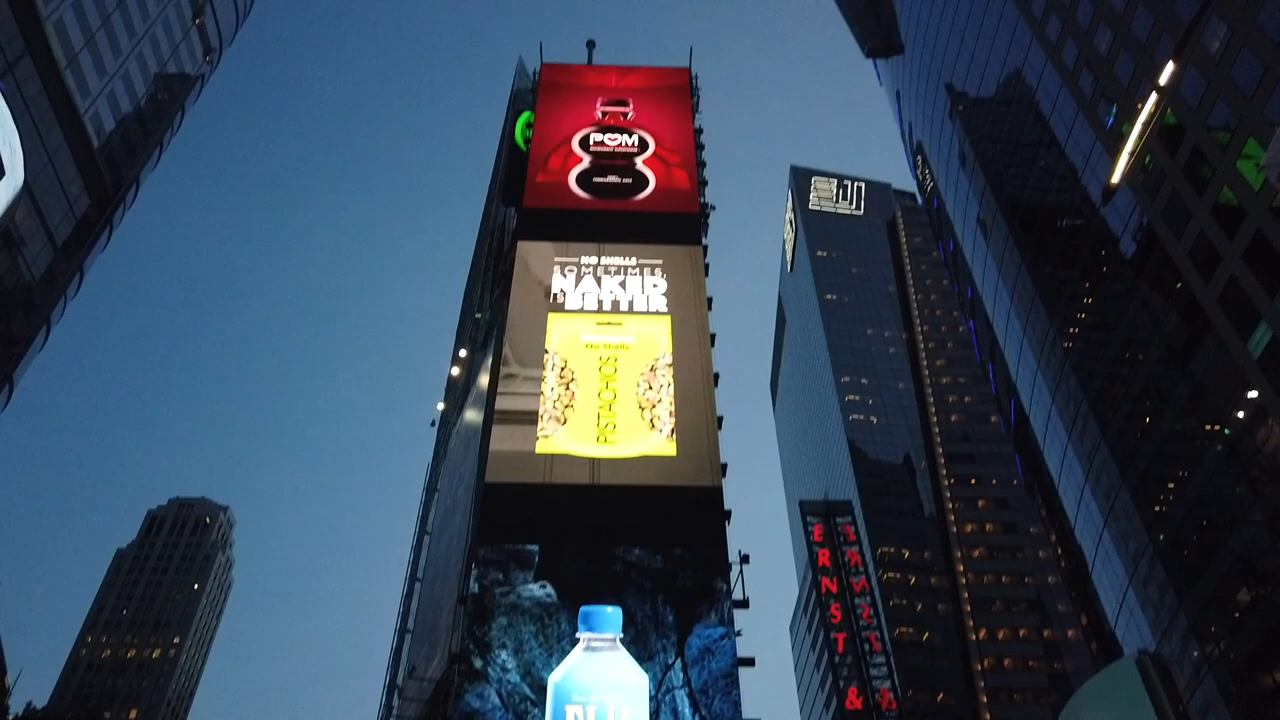 POM
NO SHELLS
SOMETIMES,
NAKED
IS BETTER
No Shells
PISTACHIOS
ERNST &